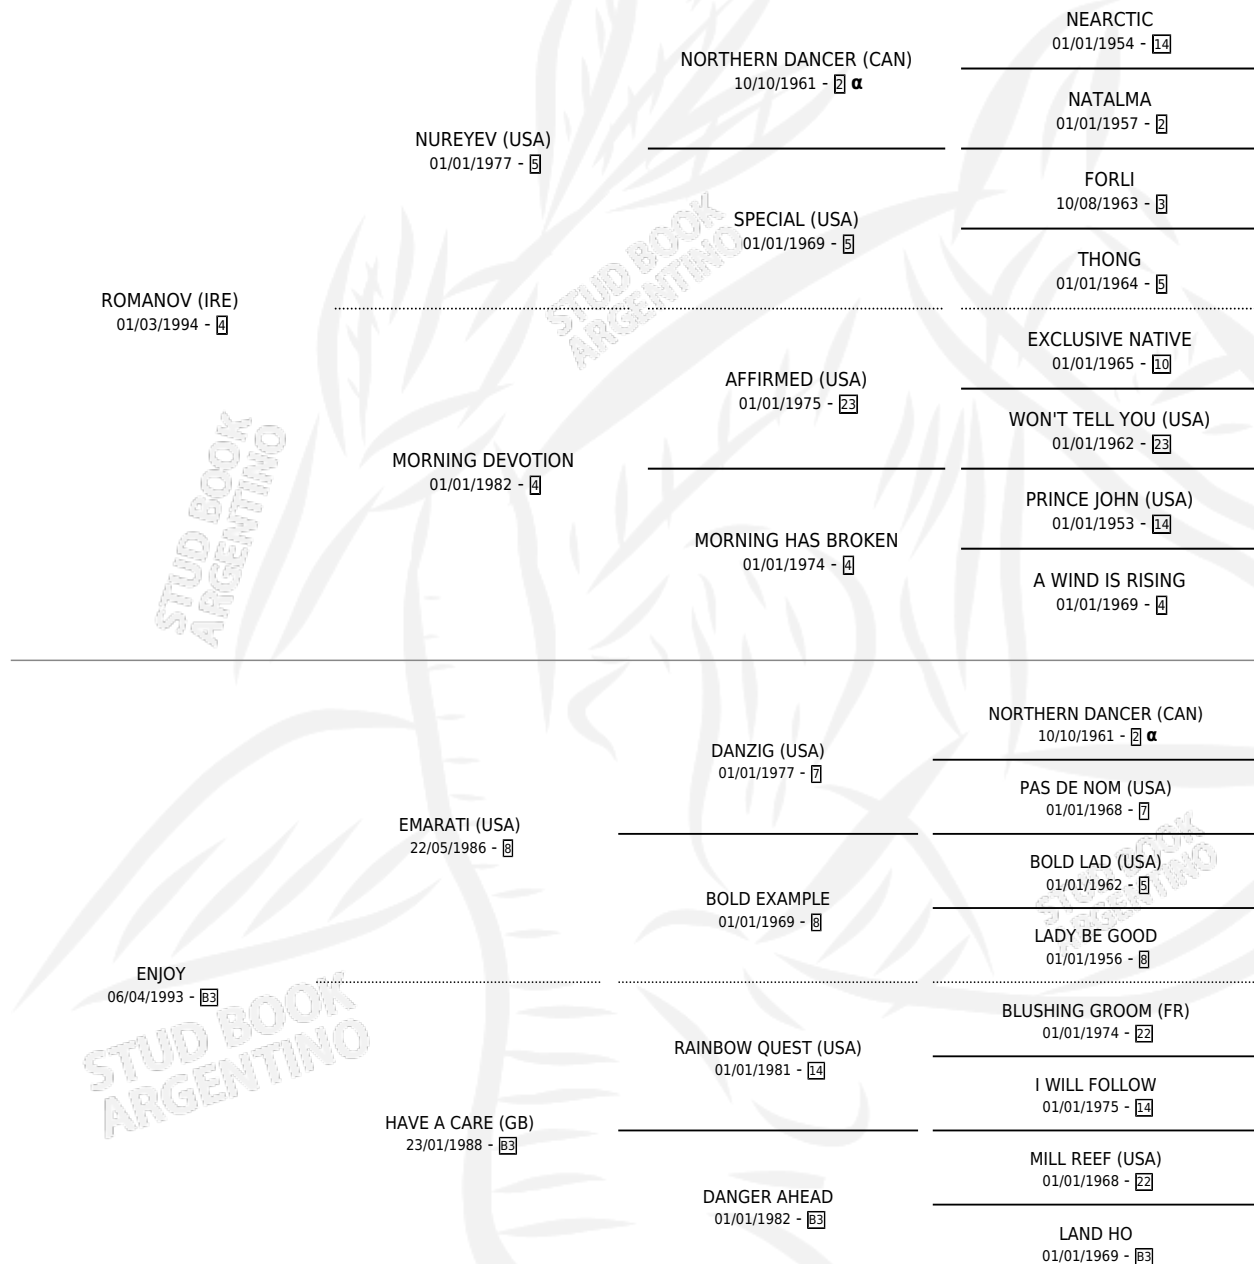 NEARCTIC
01/01/1954 - 14
NORTHERN DANCER (CAN)
10/10/1961 - 2 α
NATALMA
01/01/1957 - 2
NUREYEV (USA)
01/01/1977 - 5
FORLI
10/08/1963 - 3
SPECIAL (USA)
01/01/1969 - 5
THONG
01/01/1964 - 5
STUD BOOK
ARGENTINO
ROMANOV (IRE)
01/03/1994 - 4
EXCLUSIVE NATIVE
01/01/1965 - 10
AFFIRMED (USA)
01/01/1975 - 23
WON'T TELL YOU (USA)
01/01/1962 - 23
MORNING DEVOTION
01/01/1982 - 4
PRINCE JOHN (USA)
01/01/1953 - 14
MORNING HAS BROKEN
01/01/1974 - 4
A WIND IS RISING
01/01/1969 - 4
STUD BOOK
ARGENTINO
NORTHERN DANCER (CAN)
10/10/1961 - 2 α
DANZIG (USA)
01/01/1977 - 7
PAS DE NOM (USA)
01/01/1968 - 7
EMARATI (USA)
22/05/1986 - 8
BOLD LAD (USA)
01/01/1962 - 5
BOLD EXAMPLE
01/01/1969 - 8
LADY BE GOOD
01/01/1956 - 8
STUD BOOK
ARGENTINO
ENJOY
06/04/1993 - B3
BLUSHING GROOM (FR)
01/01/1974 - 22
RAINBOW QUEST (USA)
01/01/1981 - 14
I WILL FOLLOW
01/01/1975 - 14
STUD BOOK
ARGENTINO
HAVE A CARE (GB)
23/01/1988 - B3
MILL REEF (USA)
01/01/1968 - 22
DANGER AHEAD
01/01/1982 - B3
LAND HO
01/01/1969 - B3